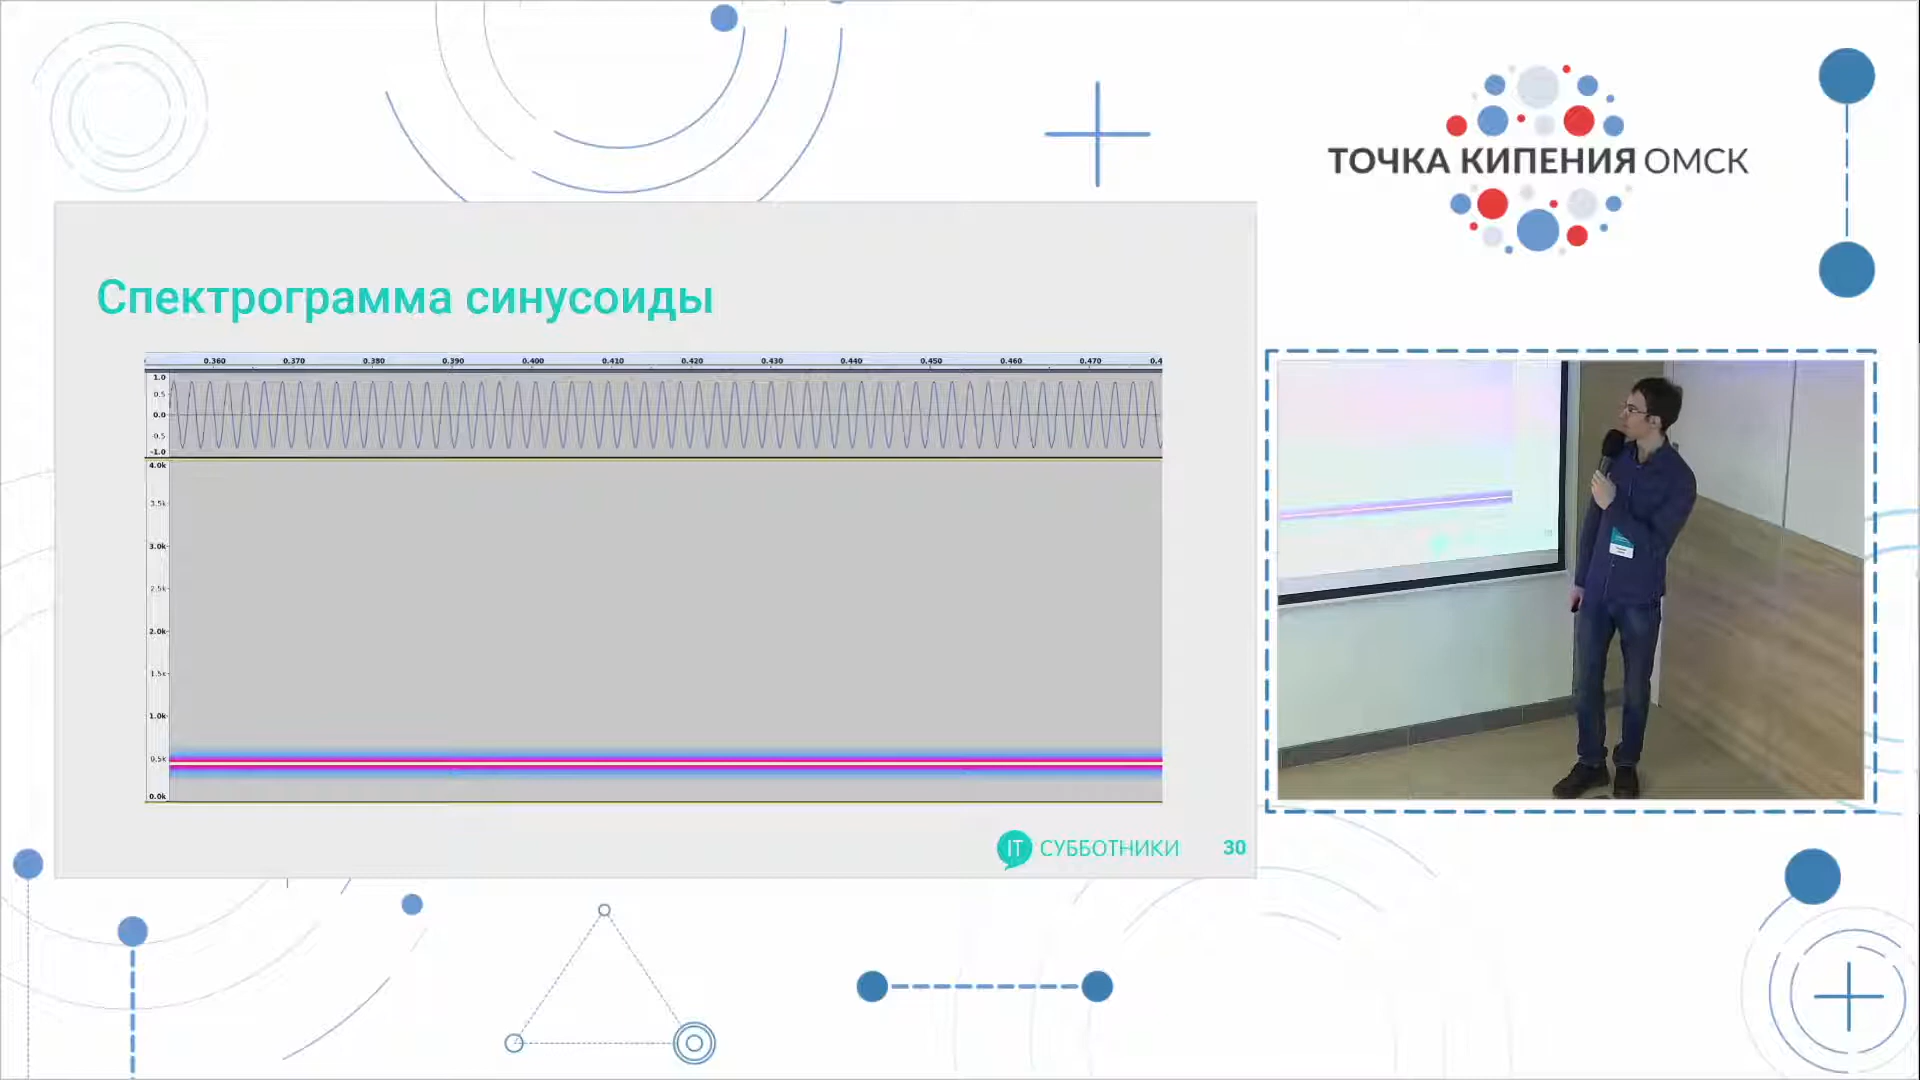 ТОЧКА КИПЕНИЯ ОМСК
Спектрограмма синусоиды
0.360 0.370 0.380 0.390 0.400 0.410 0.420 0.430 0.440 0.450 0.460 0.470 0.4
1.0
0.5
0.0
-0.5
-1.0
4.0k
3.5k
3.0k
2.5k
2.0k
1.5k
1.0k
0.5k
0.0k
IT СУББОТНИКИ 30